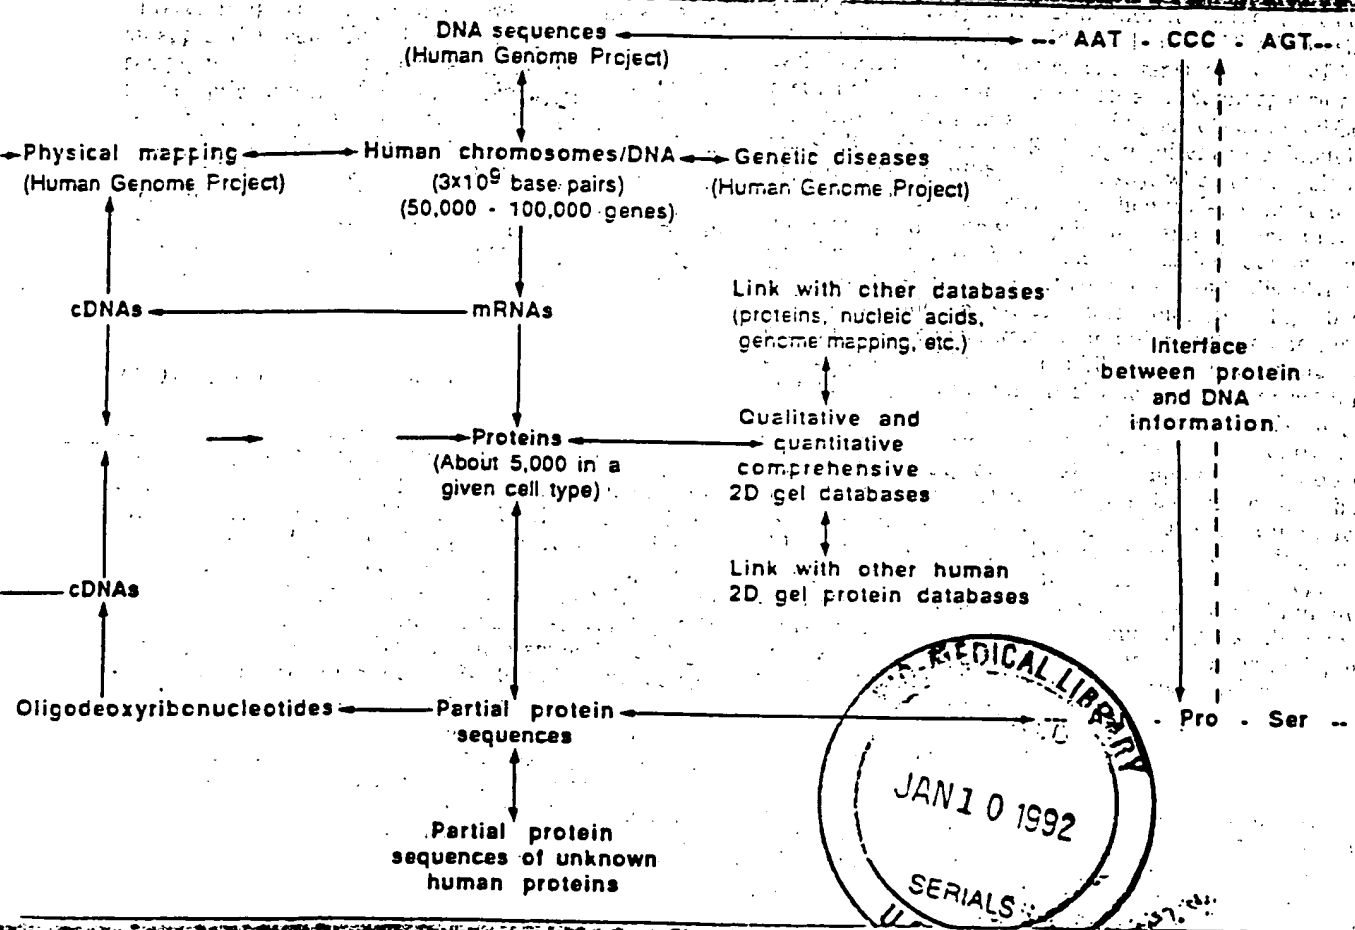 DNA sequences
(Human Genome Project)
--- AAT - CCC - AGT---
Physical mapping
(Human Genome Project)
Human chromosomes/DNA
(3x10⁹ base pairs)
(50,000 - 100,000 genes)
Genetic diseases
(Human Genome Project)
cDNAs
mRNAs
Link with other databases
(proteins, nucleic acids,
genome mapping, etc.)
Interface
between protein
and DNA
information
Proteins
(About 5,000 in a
given cell type)
Qualitative and
quantitative
comprehensive
2D gel databases
Link with other human
2D gel protein databases
cDNAs
Oligodeoxyribonucleotides
Partial protein
sequences
- Pro - Ser --
Partial protein
sequences of unknown
human proteins
MEDICAL LIBRARY
JAN 10 1992
SERIALS